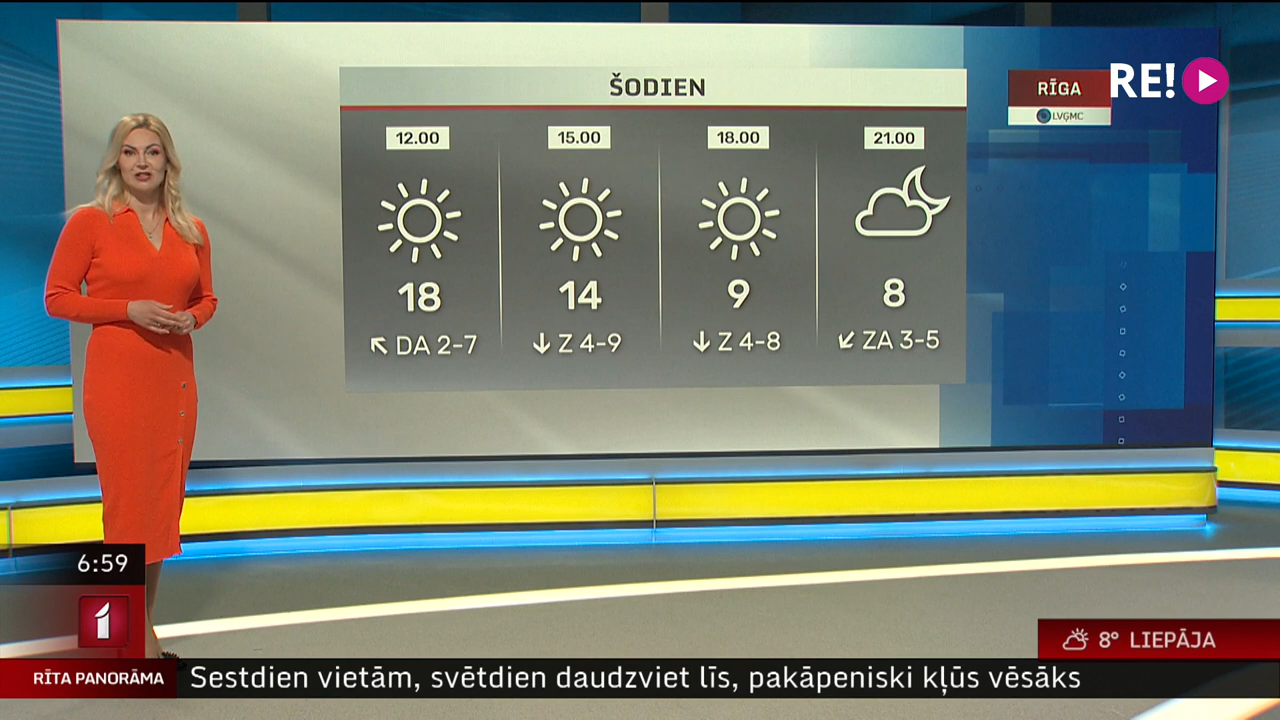 ŠODIEN
RĪGA
LVĢMC
RE!
12.00 15.00 18.00 21.00
18 14 9 8
DA 2-7 Z 4-9 Z 4-8 ZA 3-5
6:59
1
8° LIEPĀJA
RĪTA PANORĀMA
Sestdien vietām, svētdien daudzviet līs, pakāpeniski kļūs vēsāks